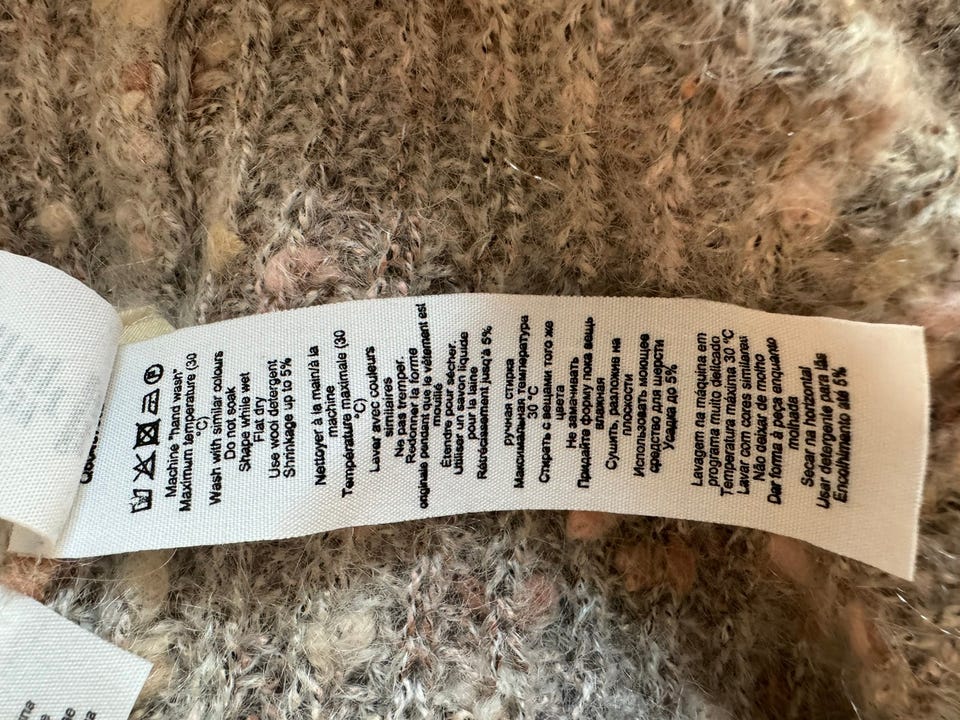 Machine "hand wash"
Maximum temperature (30
°C)
Wash with similar colours
Do not soak
Shape while wet
Flat dry
Use wool detergent
Shrinkage up to 5%
Nettoyer à la main/à la
machine
Température maximale (30
°C)
Laver avec couleurs
similaires
Ne pas tremper.
Redonner la forme
originale pendant que le vêtement est
mouillé
Étendre pour sécher.
Utiliser un savon liquide
pour la laine
Rétrécissement jusqu'à 5%
ручная стирка
Максимальная температура
30 °C
Стирать с вещами того же
цвета
Не замачивать
Придайте форму пока вещь
влажная
Сушить, разложив на
плоскости
Использовать моющее
средство для шерсти
Усадка до 5%
Lavagem na máquina em
programa muito delicado
Temperatura máxima 30 °C
Lavar com cores similares
Não deixar de molho
Dar forma à peça enquanto
molhada
Secar na horizontal
Usar detergente para lãs
Encolhimento até 5%